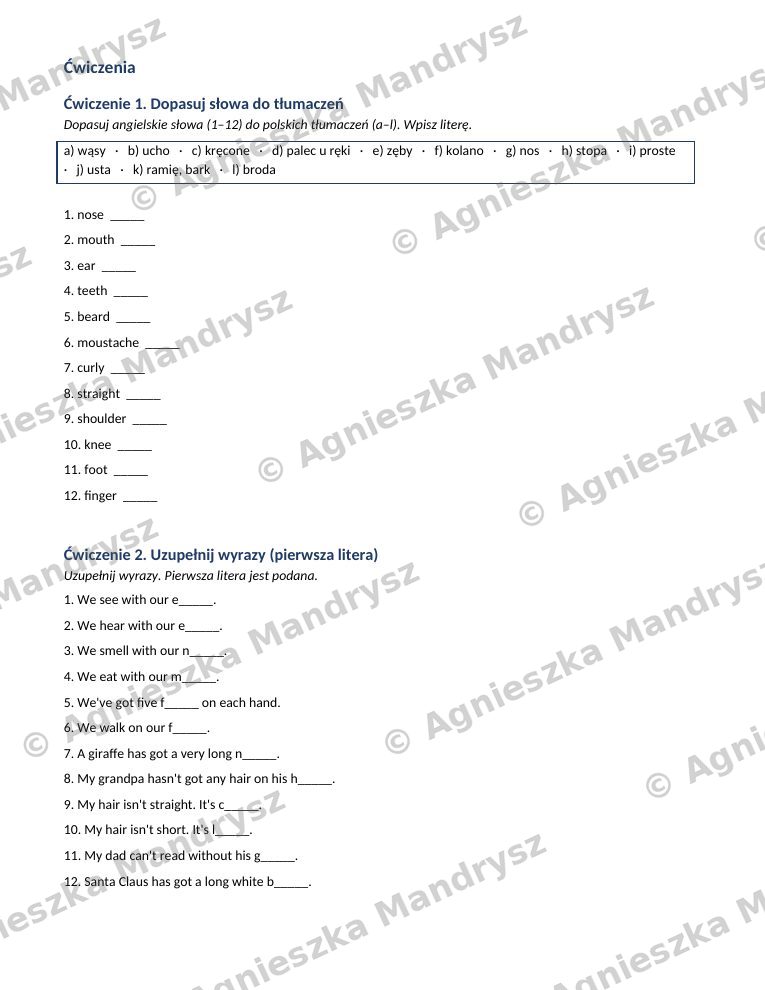 Ćwiczenia
Ćwiczenie 1. Dopasuj słowa do tłumaczeń
Dopasuj angielskie słowa (1–12) do polskich tłumaczeń (a–l). Wpisz literę.
a) wąsy · b) ucho · c) kręcone · d) palec u ręki · e) zęby · f) kolano · g) nos · h) stopa · i) proste
· j) usta · k) ramię, bark · l) broda
1. nose _____
2. mouth _____
3. ear _____
4. teeth _____
5. beard _____
6. moustache _____
7. curly _____
8. straight _____
9. shoulder _____
10. knee _____
11. foot _____
12. finger _____
Ćwiczenie 2. Uzupełnij wyrazy (pierwsza litera)
Uzupełnij wyrazy. Pierwsza litera jest podana.
1. We see with our e_____.
2. We hear with our e_____.
3. We smell with our n_____.
4. We eat with our m_____.
5. We've got five f_____ on each hand.
6. We walk on our f_____.
7. A giraffe has got a very long n_____.
8. My grandpa hasn't got any hair on his h_____.
9. My hair isn't straight. It's c_____.
10. My hair isn't short. It's l_____.
11. My dad can't read without his g_____.
12. Santa Claus has got a long white b_____.
© Agnieszka Mandrysz